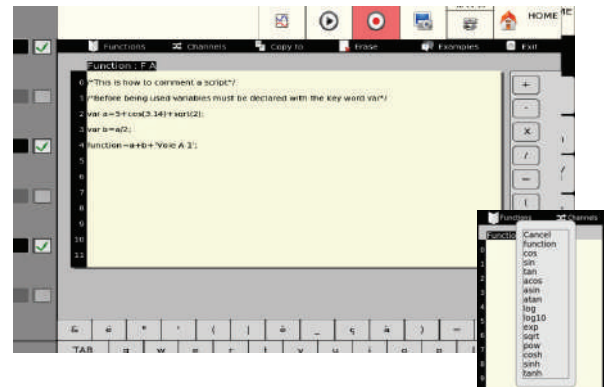 HOME
Functions Channels Copy to Erase Examples Exit
Function : F A
0 /*This is how to comment a script*/
1 /*Before being used variables must be declared with the key word var*/
2 var a=5+cos(3.14)+sqrt(2);
3 var b=a/2;
4 function=a+b+'Voie A 1';
5
6
7
8
9
10
11
+
-
X
/
=
(
& é " ' ( | è _ ç à ) =
TAB
Functions Channels
Functio
Cancel
function
cos
sin
tan
acos
asin
atan
log
log10
exp
sqrt
pow
cosh
sinh
tanh